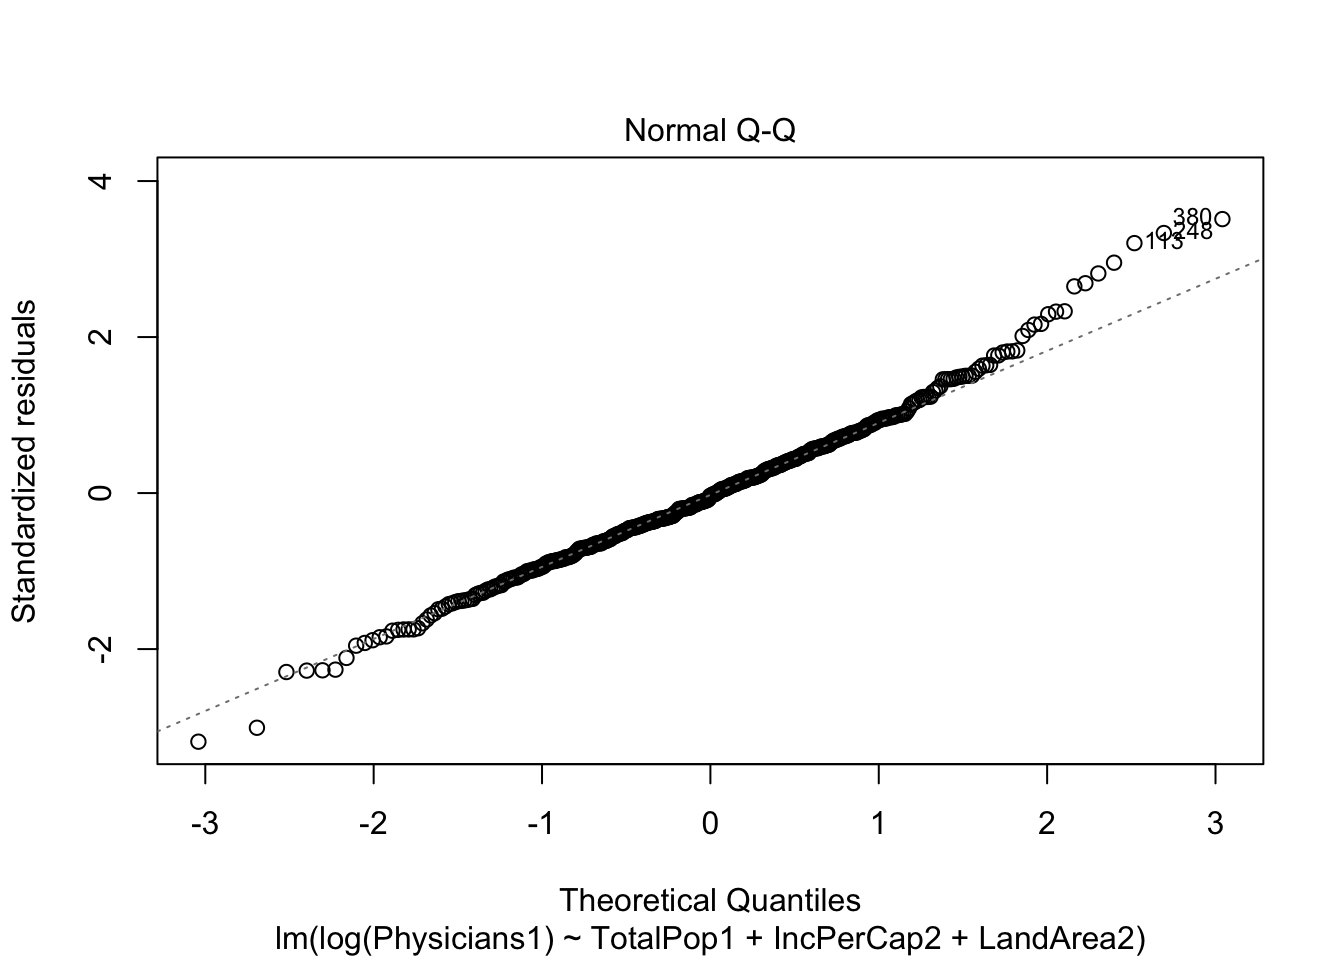 Normal Q-Q
Standardized residuals
4
2
0
-2
380
248
113
-3 -2 -1 0 1 2 3
Theoretical Quantiles
lm(log(Physicians1) ~ TotalPop1 + IncPerCap2 + LandArea2)